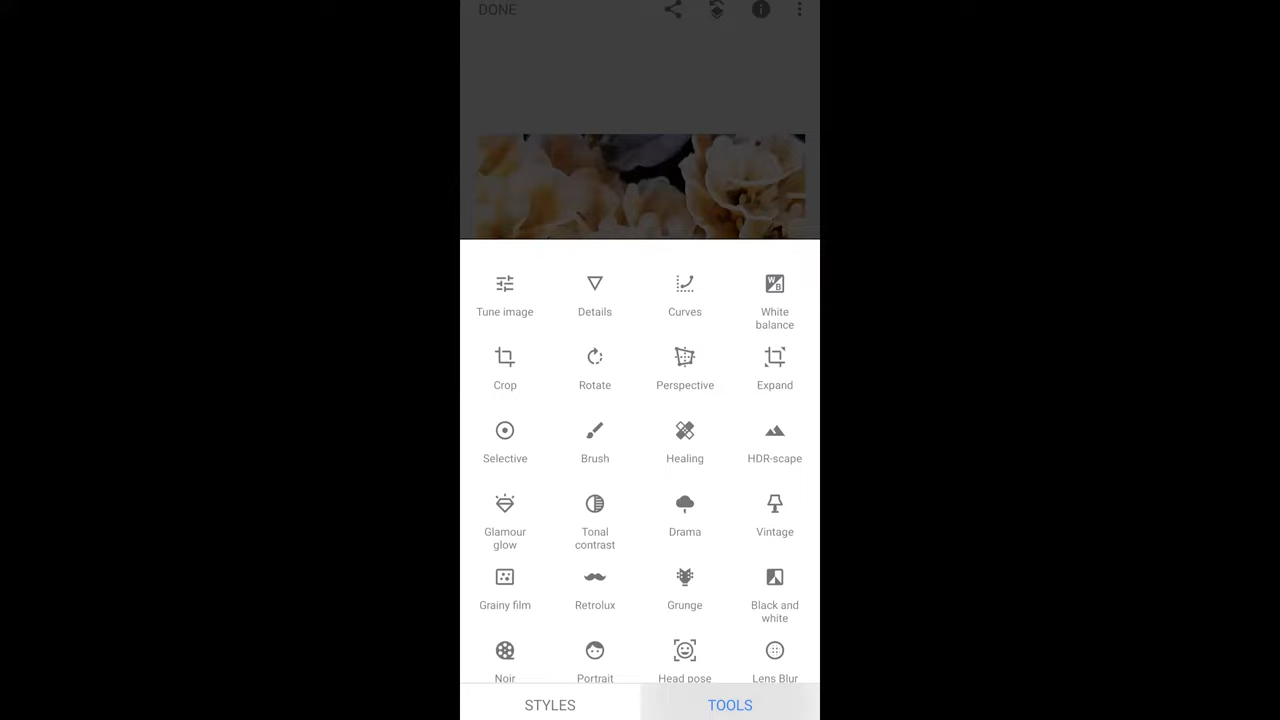 DONE
Tune image
Details
Curves
White
balance
Crop
Rotate
Perspective
Expand
Selective
Brush
Healing
HDR-scape
Glamour
glow
Tonal
contrast
Drama
Vintage
Grainy film
Retrolux
Grunge
Black and
white
Noir
Portrait
Head pose
Lens Blur
STYLES
TOOLS